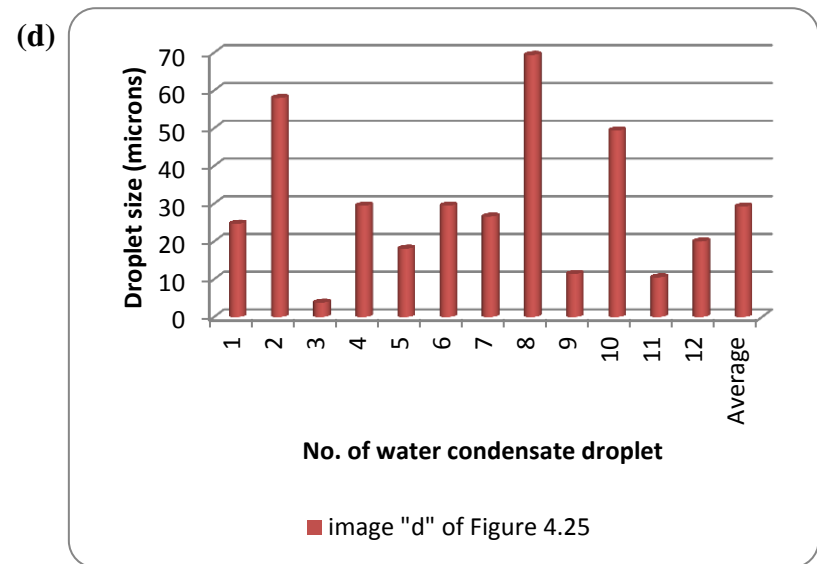 (d)
Droplet size (microns)
70
60
50
40
30
20
10
0
1 2 3 4 5 6 7 8 9 10 11 12 Average
No. of water condensate droplet
image "d" of Figure 4.25